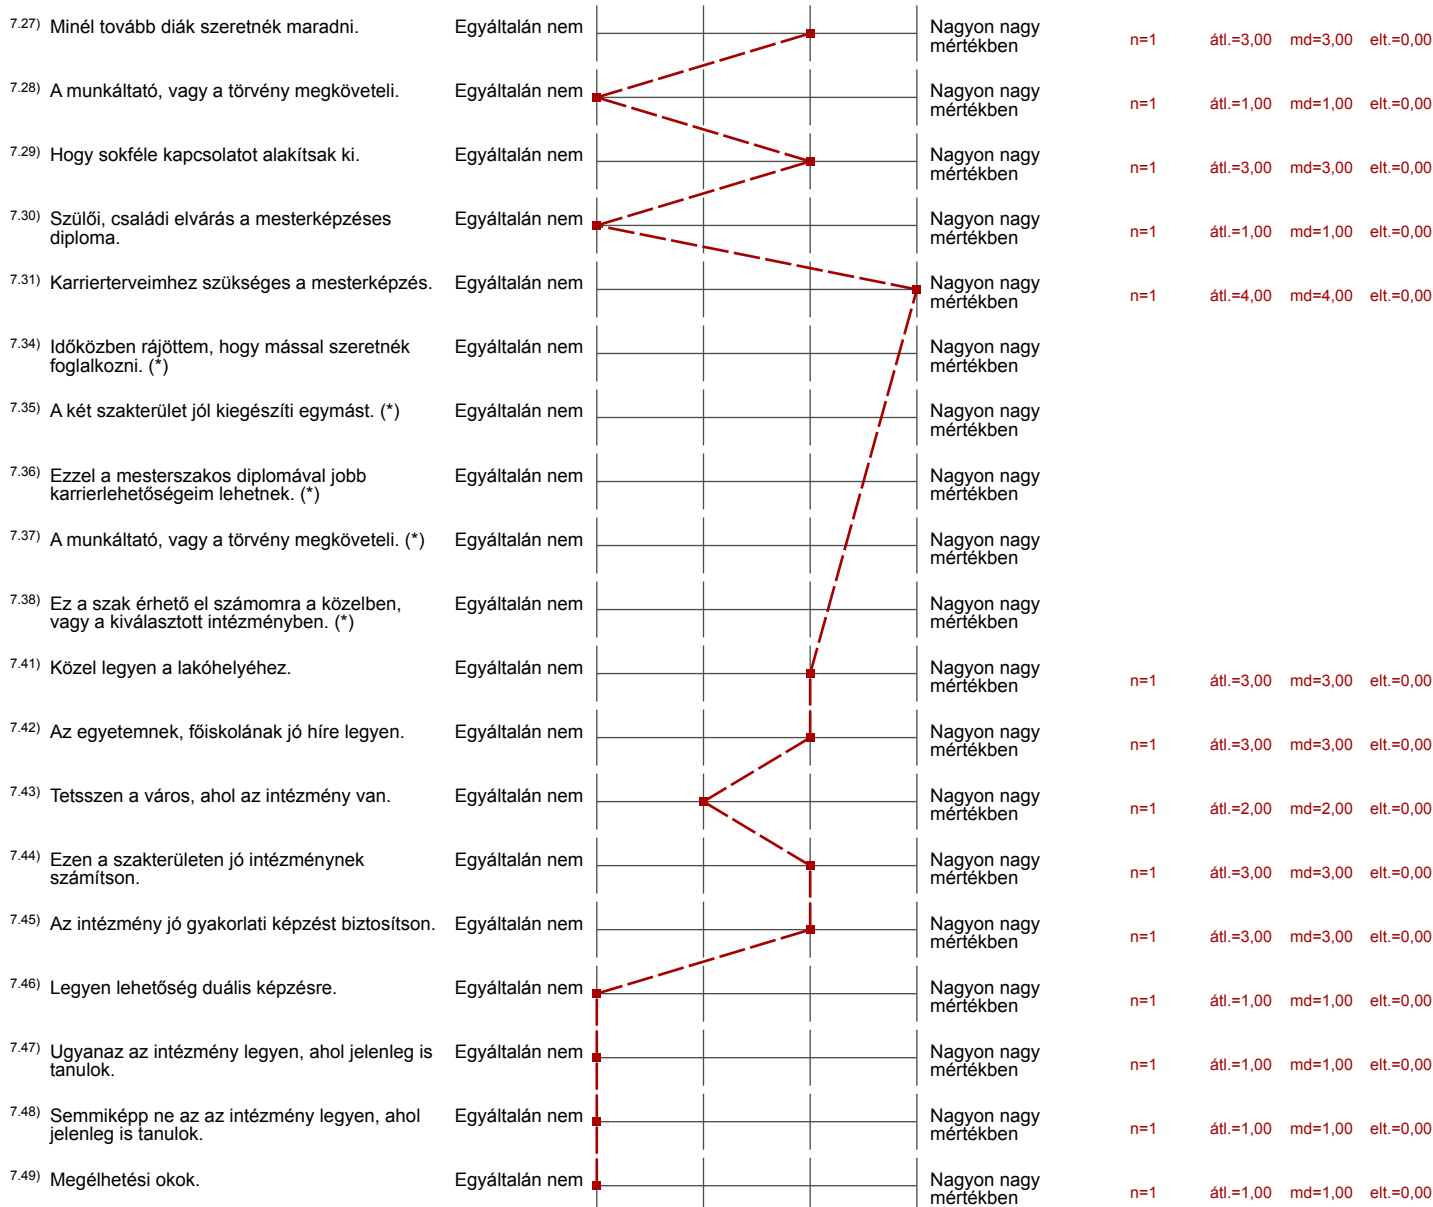 7.27) Minél tovább diák szeretnék maradni. Egyáltalán nem Nagyon nagy
mértékben n=1 átl.=3,00 md=3,00 elt.=0,00
7.28) A munkáltató, vagy a törvény megköveteli. Egyáltalán nem Nagyon nagy
mértékben n=1 átl.=1,00 md=1,00 elt.=0,00
7.29) Hogy sokféle kapcsolatot alakítsak ki. Egyáltalán nem Nagyon nagy
mértékben n=1 átl.=3,00 md=3,00 elt.=0,00
7.30) Szülői, családi elvárás a mesterképzéses Egyáltalán nem Nagyon nagy
diploma. mértékben n=1 átl.=1,00 md=1,00 elt.=0,00
7.31) Karrierterveimhez szükséges a mesterképzés. Egyáltalán nem Nagyon nagy
mértékben n=1 átl.=4,00 md=4,00 elt.=0,00
7.34) Időközben rájöttem, hogy mással szeretnék Egyáltalán nem Nagyon nagy
foglalkozni. (*) mértékben
7.35) A két szakterület jól kiegészíti egymást. (*) Egyáltalán nem Nagyon nagy
mértékben
7.36) Ezzel a mesterszakos diplomával jobb Egyáltalán nem Nagyon nagy
karrierlehetőségeim lehetnek. (*) mértékben
7.37) A munkáltató, vagy a törvény megköveteli. (*) Egyáltalán nem Nagyon nagy
mértékben
7.38) Ez a szak érhető el számomra a közelben, Egyáltalán nem Nagyon nagy
vagy a kiválasztott intézményben. (*) mértékben
7.41) Közel legyen a lakóhelyéhez. Egyáltalán nem Nagyon nagy
mértékben n=1 átl.=3,00 md=3,00 elt.=0,00
7.42) Az egyetemnek, főiskolának jó híre legyen. Egyáltalán nem Nagyon nagy
mértékben n=1 átl.=3,00 md=3,00 elt.=0,00
7.43) Tetsszen a város, ahol az intézmény van. Egyáltalán nem Nagyon nagy
mértékben n=1 átl.=2,00 md=2,00 elt.=0,00
7.44) Ezen a szakterületen jó intézménynek Egyáltalán nem Nagyon nagy
számítson. mértékben n=1 átl.=3,00 md=3,00 elt.=0,00
7.45) Az intézmény jó gyakorlati képzést biztosítson. Egyáltalán nem Nagyon nagy
mértékben n=1 átl.=3,00 md=3,00 elt.=0,00
7.46) Legyen lehetőség duális képzésre. Egyáltalán nem Nagyon nagy
mértékben n=1 átl.=1,00 md=1,00 elt.=0,00
7.47) Ugyanaz az intézmény legyen, ahol jelenleg is Egyáltalán nem Nagyon nagy
tanulok. mértékben n=1 átl.=1,00 md=1,00 elt.=0,00
7.48) Semmiképp ne az az intézmény legyen, ahol Egyáltalán nem Nagyon nagy
jelenleg is tanulok. mértékben n=1 átl.=1,00 md=1,00 elt.=0,00
7.49) Megélhetési okok. Egyáltalán nem Nagyon nagy
mértékben n=1 átl.=1,00 md=1,00 elt.=0,00